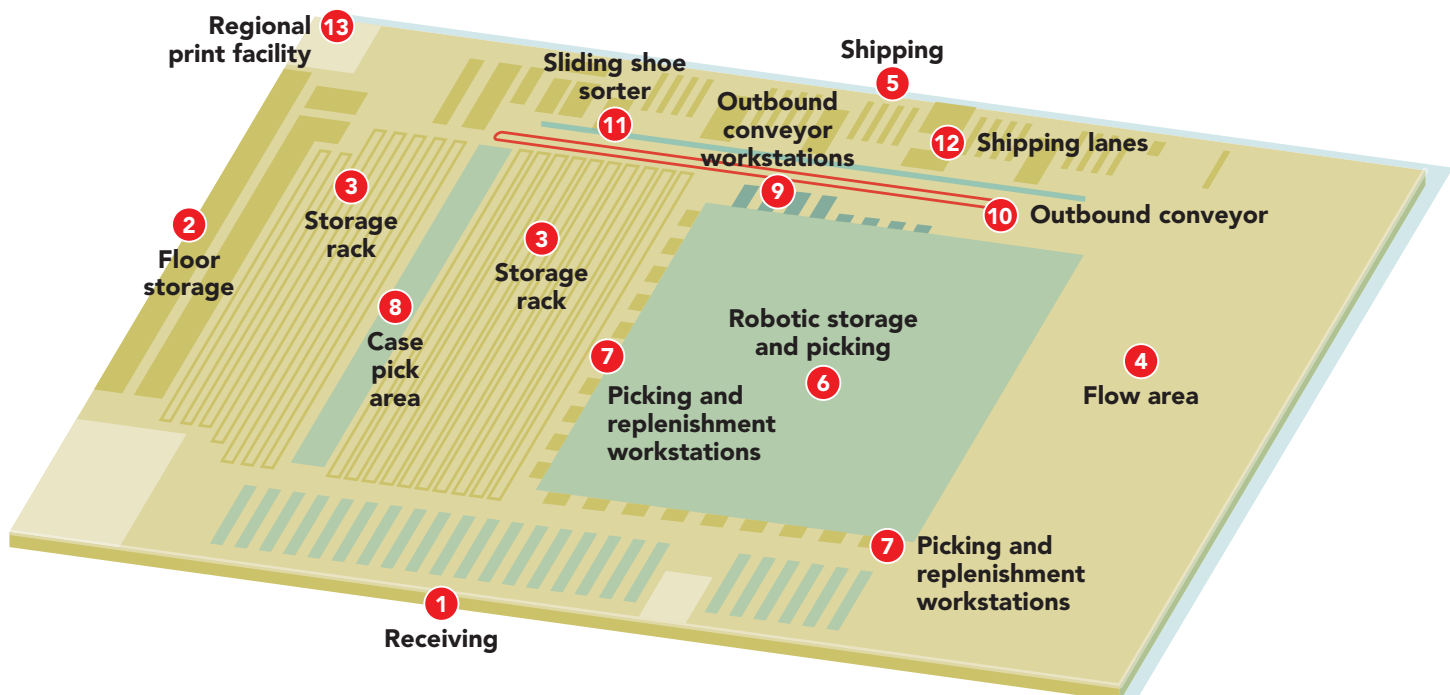 Regional
print facility
13
Sliding shoe
sorter
11
Shipping
5
Outbound
conveyor
workstations
9
12
Shipping lanes
10
Outbound conveyor
2
Floor
storage
3
Storage
rack
8
Case
pick
area
3
Storage
rack
7
Picking and
replenishment
workstations
Robotic storage
and picking
6
4
Flow area
7
Picking and
replenishment
workstations
1
Receiving